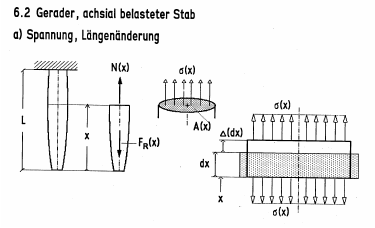 6.2 Gerader, achsial belasteter Stab
a) Spannung, Längenänderung
N(x)
σ(x)
σ(x)
A(x)
L
x
F_R(x)
Δ(dx)
dx
x
σ(x)